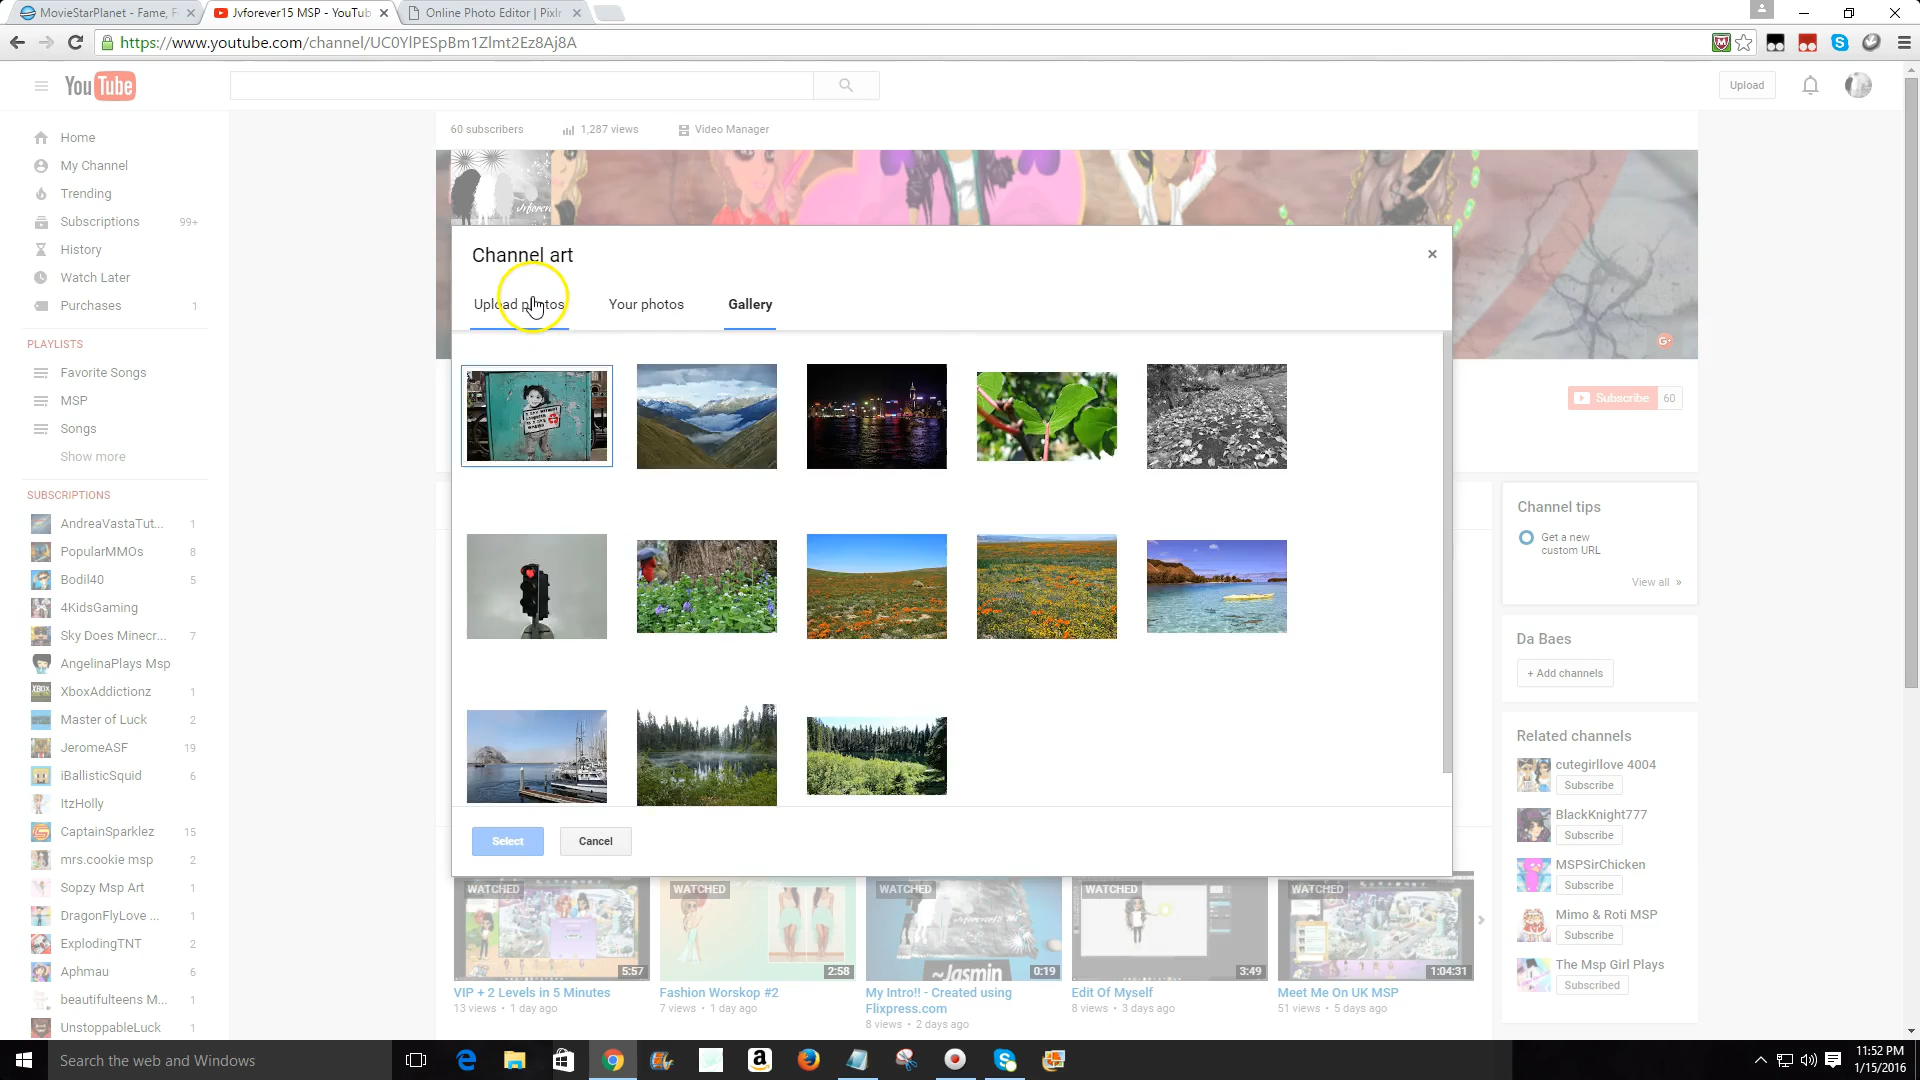 MovieStarPlanet - Fame, F
Jvforever15 MSP - YouTub
Online Photo Editor | Pixlr
https://www.youtube.com/channel/UC0YlPESpBm1Zlmt2Ez8Aj8A
YouTube
Upload
60 subscribers
1,287 views
Video Manager
Home
My Channel
Trending
Subscriptions 99+
History
Watch Later
Purchases 1
PLAYLISTS
Favorite Songs
MSP
Songs
Show more
SUBSCRIPTIONS
AndreaVastaTut... 1
PopularMMOs 8
Bodil40 5
4KidsGaming
Sky Does Minecr... 7
AngelinaPlays Msp
XboxAddictionz 1
Master of Luck 2
JeromeASF 19
iBallisticSquid 6
ItzHolly
CaptainSparklez 15
mrs.cookie msp 2
Sopzy Msp Art 1
DragonFlyLove ... 1
ExplodingTNT 2
Aphmau 6
beautifulteens M... 1
UnstoppableLuck 1
Channel art
Upload photos
Your photos
Gallery
Select
Cancel
Subscribe 60
Channel tips
Get a new
custom URL
View all »
Da Baes
+ Add channels
Related channels
cutegirllove 4004
Subscribe
BlackKnight777
Subscribe
MSPSirChicken
Subscribe
Mimo & Roti MSP
Subscribe
The Msp Girl Plays
Subscribed
WATCHED
5:57
VIP + 2 Levels in 5 Minutes
13 views • 1 day ago
WATCHED
2:58
Fashion Worskop #2
7 views • 1 day ago
WATCHED
~Jasmin
0:19
My Intro!! - Created using
Flixpress.com
8 views • 2 days ago
WATCHED
3:49
Edit Of Myself
8 views • 3 days ago
WATCHED
1:04:31
Meet Me On UK MSP
51 views • 5 days ago
Search the web and Windows
11:52 PM
1/15/2016